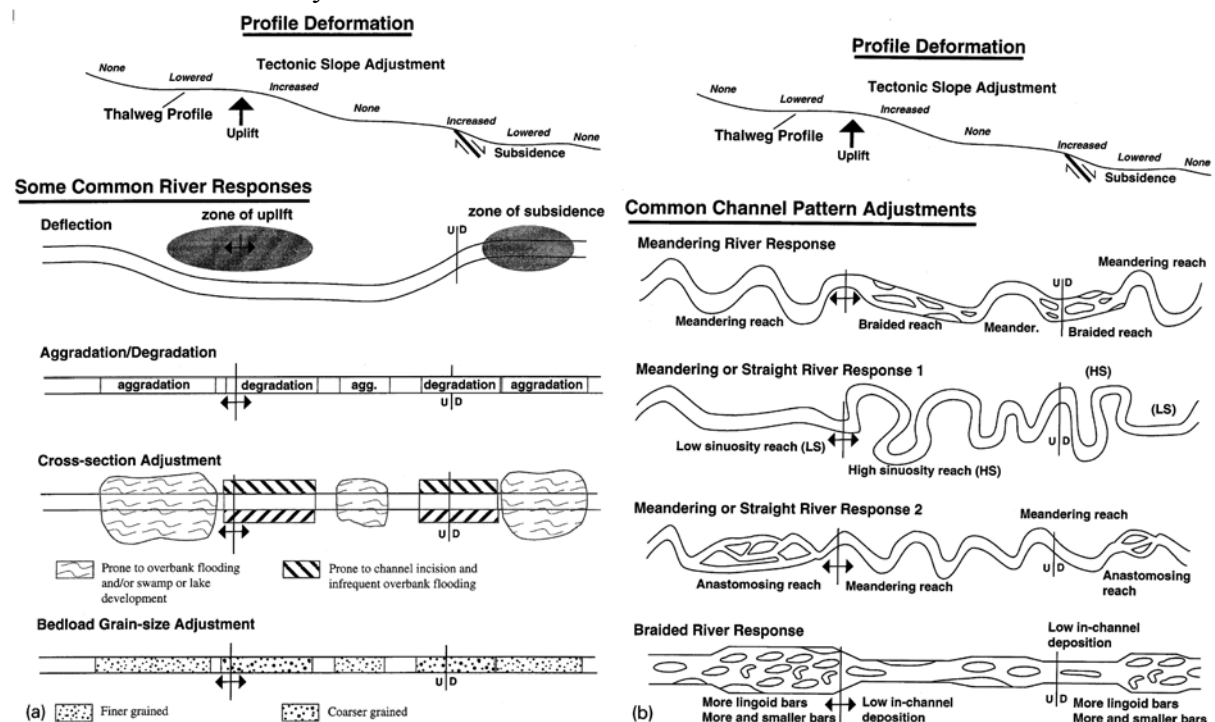 Profile Deformation
Tectonic Slope Adjustment
None
Lowered
Increased
Thalweg Profile
Uplift
None
Increased
Lowered
None
Subsidence
Some Common River Responses
Deflection
zone of uplift
zone of subsidence
U D
Aggradation/Degradation
aggradation
degradation
agg.
degradation
aggradation
U D
Cross-section Adjustment
U D
Prone to overbank flooding
and/or swamp or lake
development
Prone to channel incision and
infrequent overbank flooding
Bedload Grain-size Adjustment
U D
(a)
Finer grained
Coarser grained
Profile Deformation
Tectonic Slope Adjustment
None
Lowered
Increased
Thalweg Profile
Uplift
None
Increased
Lowered
None
Subsidence
Common Channel Pattern Adjustments
Meandering River Response
Meandering reach
U D
Meandering reach
Braided reach
Meander.
Braided reach
Meandering or Straight River Response 1
(HS)
(LS)
Low sinuosity reach (LS)
U D
High sinuosity reach (HS)
Meandering or Straight River Response 2
Meandering reach
U D
Anastomosing reach
Meandering reach
Anastomosing
reach
Braided River Response
Low in-channel
deposition
U D
(b)
More lingoid bars
More and smaller bars
Low in-channel
deposition
More lingoid bars
More and smaller bars